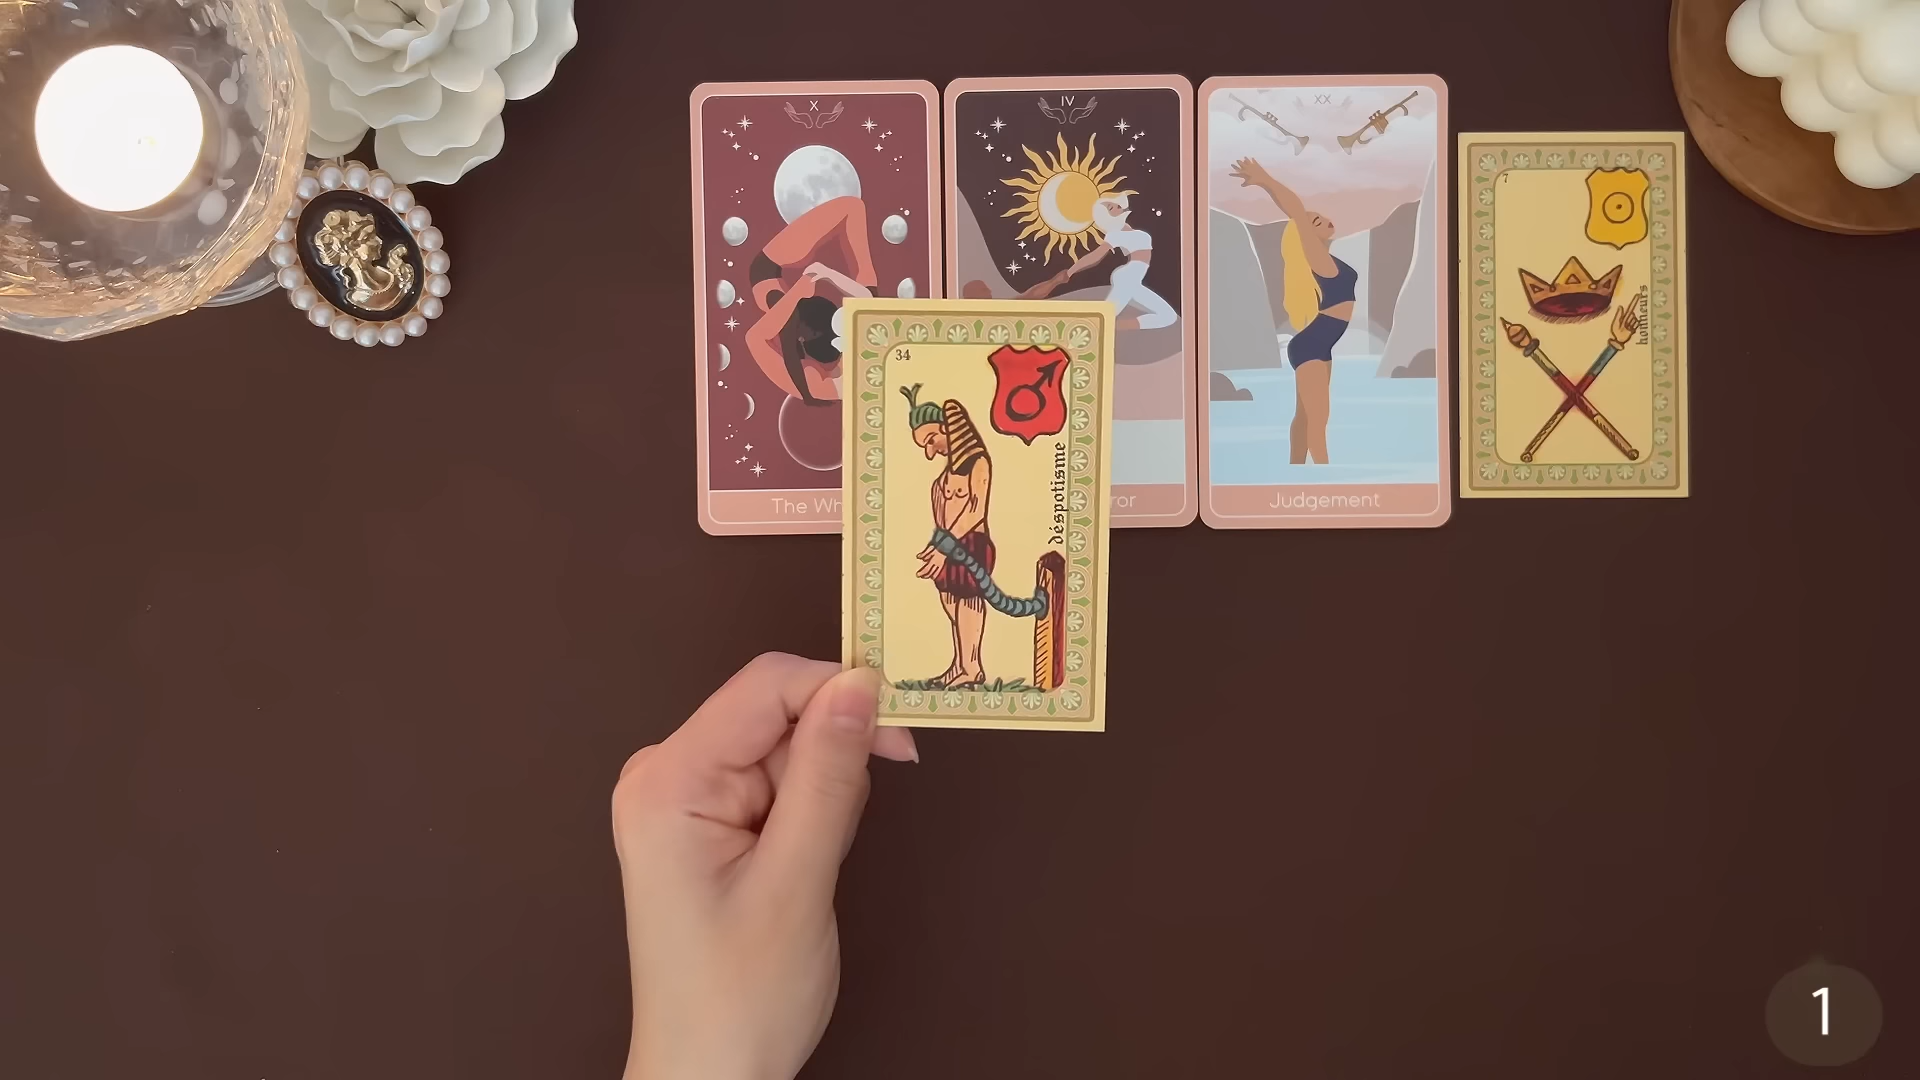 X
IV
XX
7
honneurs
The Wh
ror
Judgement
34
déspotisme
1